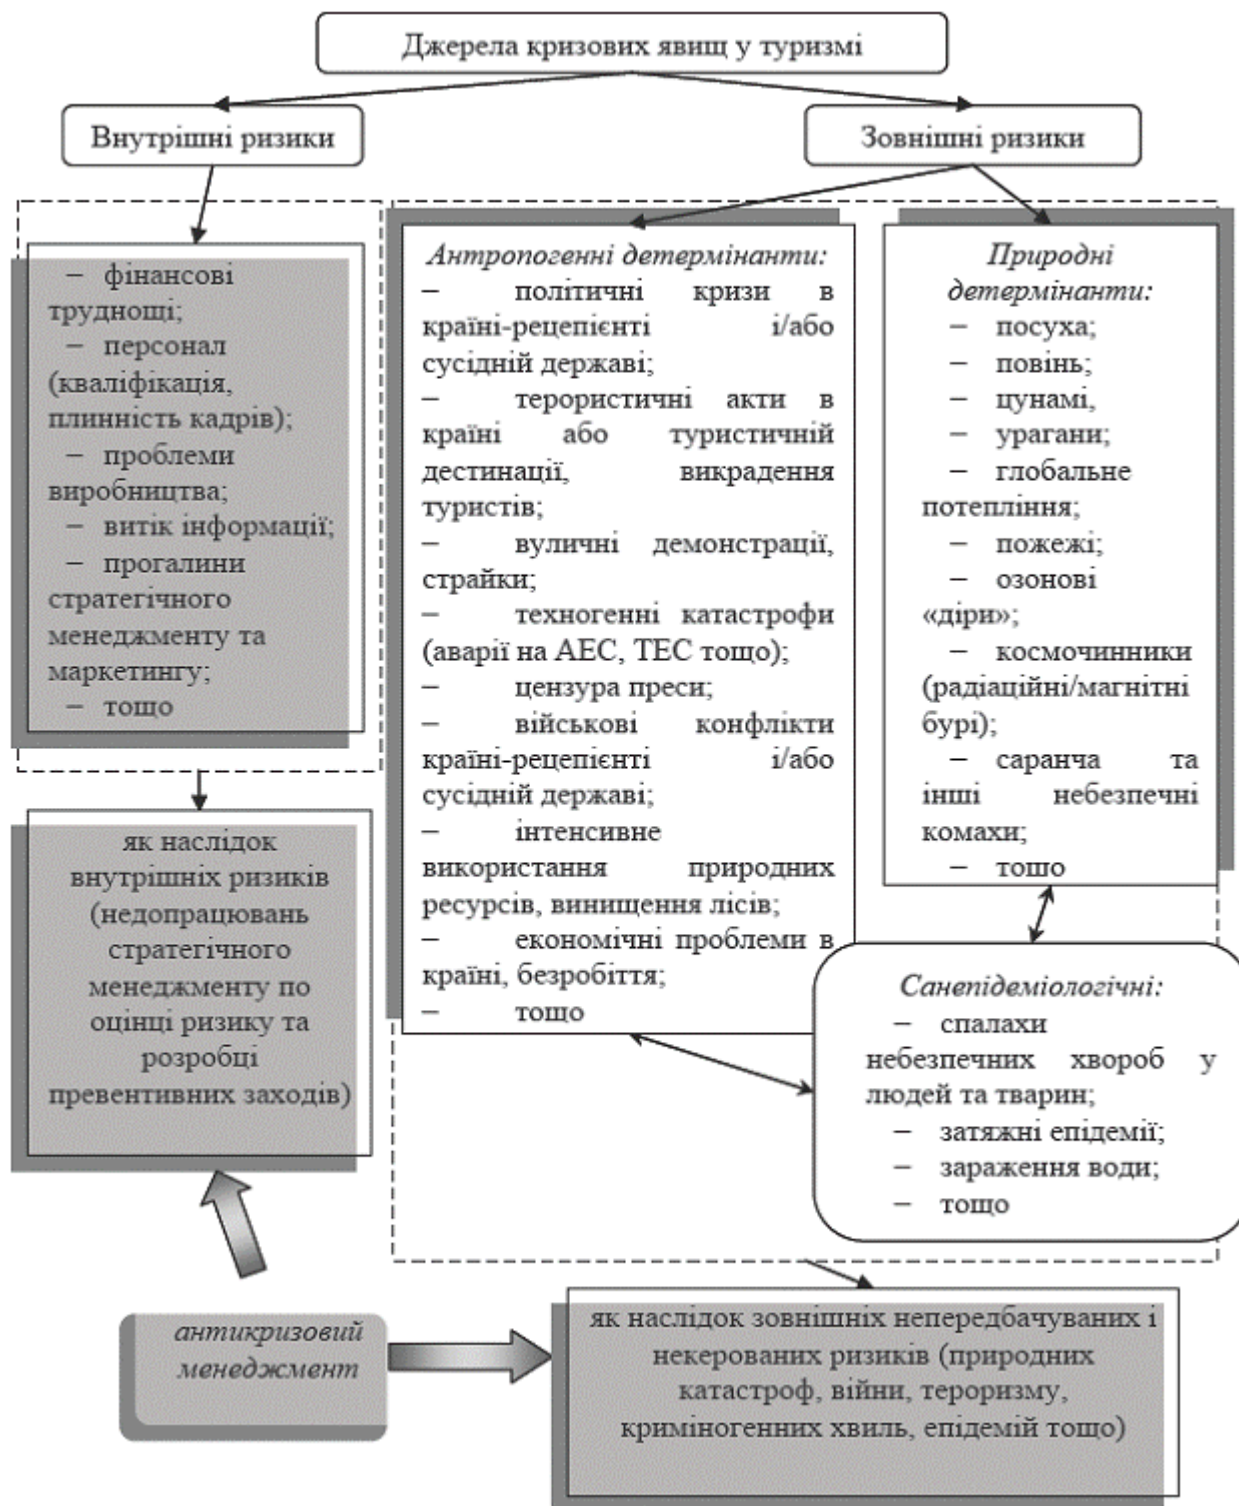 Джерела кризових явищ у туризмі
Внутрішні ризики
Зовнішні ризики
– фінансові
труднощі;
– персонал
(кваліфікація,
плинність кадрів);
– проблеми
виробництва;
– витік інформації;
– прогалини
стратегічного
менеджменту та
маркетингу;
– тощо
як наслідок
внутрішніх ризиків
(недопрацювань
стратегічного
менеджменту по
оцінці ризику та
розробці
превентивних заходів)
Антропогенні детермінанти:
– політичні кризи в
країні-рецепієнті і/або
сусідній державі;
– терористичні акти в
країні або туристичній
дестинації, викрадення
туристів;
– вуличні демонстрації,
страйки;
– техногенні катастрофи
(аварії на АЕС, ТЕС тощо);
– цензура преси;
– військові конфлікти
країні-рецепієнті і/або
сусідній державі;
– інтенсивне
використання природних
ресурсів, винищення лісів;
– економічні проблеми в
країні, безробіття;
– тощо
Природні
детермінанти:
– посуха;
– повінь;
– цунамі,
– урагани;
– глобальне
потепління;
– пожежі;
– озонові
«діри»;
– космочинники
(радіаційні/магнітні
бурі);
– саранча та
інші небезпечні
комахи;
– тошо
Санепідеміологічні:
– спалахи
небезпечних хвороб у
людей та тварин;
– затяжні епідемії;
– зараження води;
– тощо
антикризовий
менеджмент
як наслідок зовнішніх непередбачуваних і
некерованих ризиків (природних
катастроф, війни, тероризму,
криміногенних хвиль, епідемій тощо)